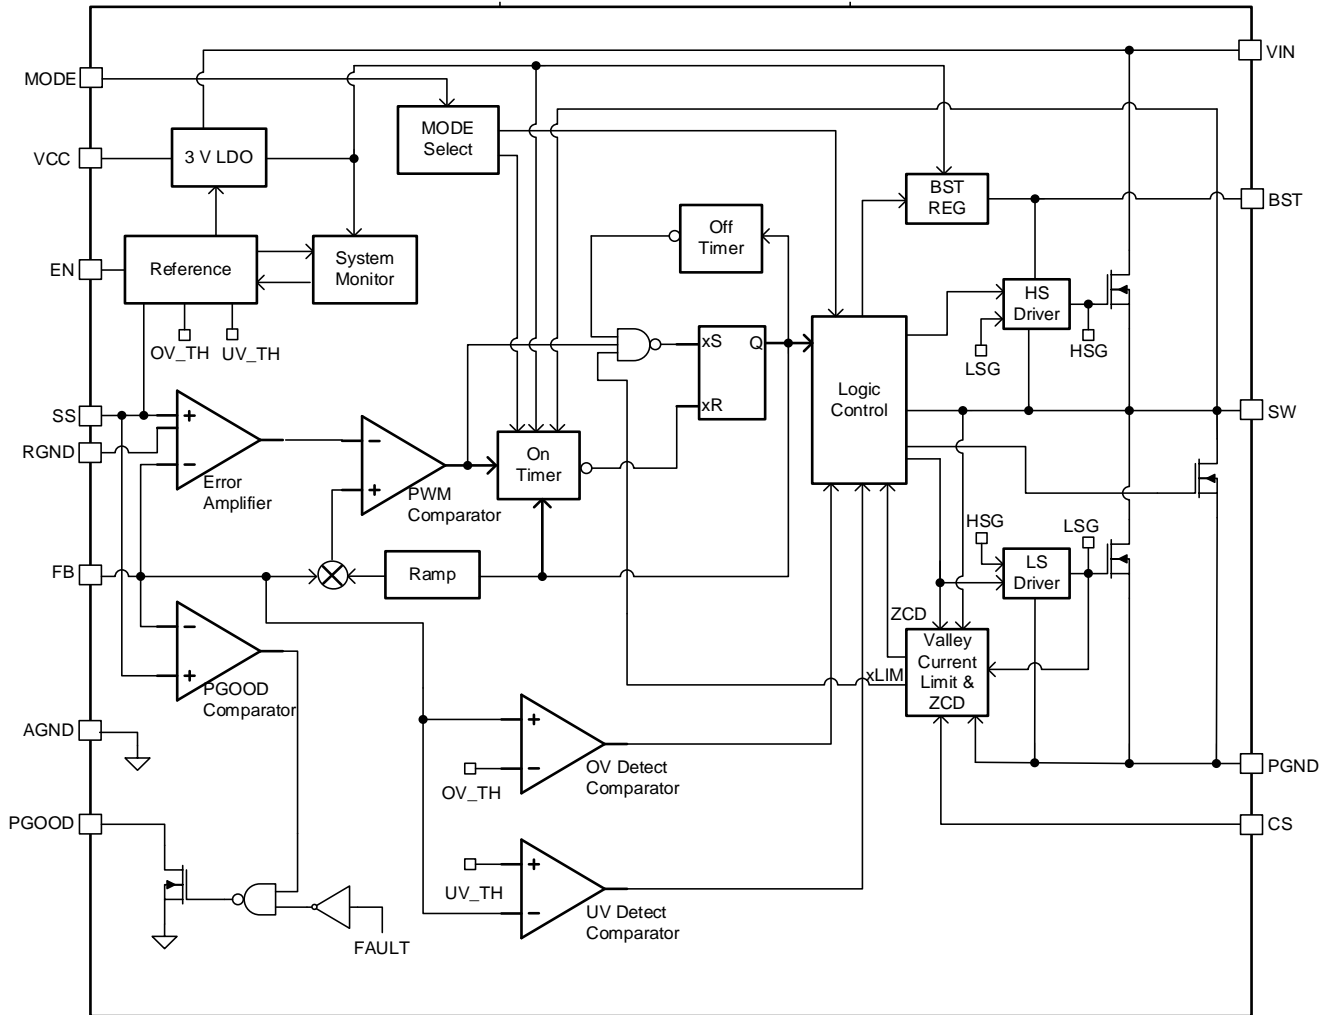 VIN
MODE
MODE
Select
VCC
3 V LDO
BST
REG
BST
Off
Timer
EN
Reference
System
Monitor
HS
Driver
OV_TH
UV_TH
xS
Q
LSG
HSG
Logic
Control
SS
xR
SW
RGND
Error
Amplifier
On
Timer
PWM
Comparator
HSG
LSG
FB
Ramp
LS
Driver
ZCD
Valley
Current
Limit &
ZCD
xLIM
PGOOD
Comparator
AGND
OV Detect
Comparator
OV_TH
PGND
PGOOD
CS
UV_TH
UV Detect
Comparator
FAULT